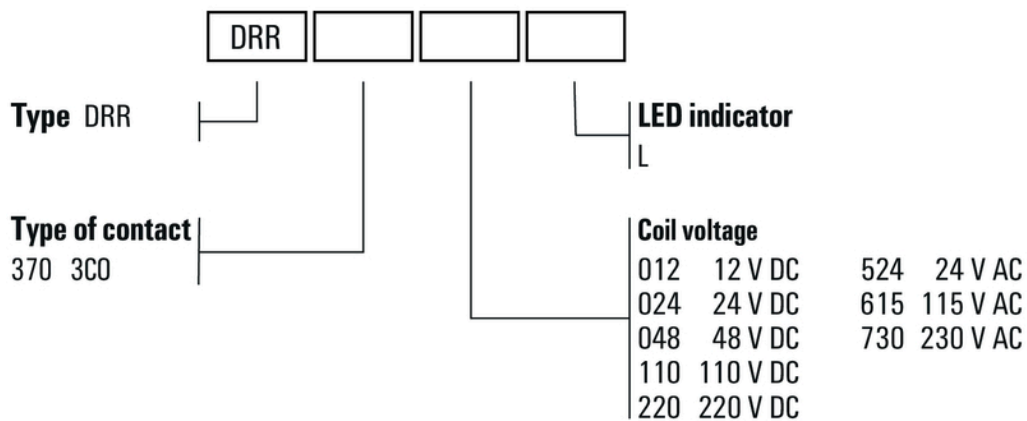 DRR
Type DRR
LED indicator
L
Type of contact
370 3CO
Coil voltage
012 12 V DC 524 24 V AC
024 24 V DC 615 115 V AC
048 48 V DC 730 230 V AC
110 110 V DC
220 220 V DC